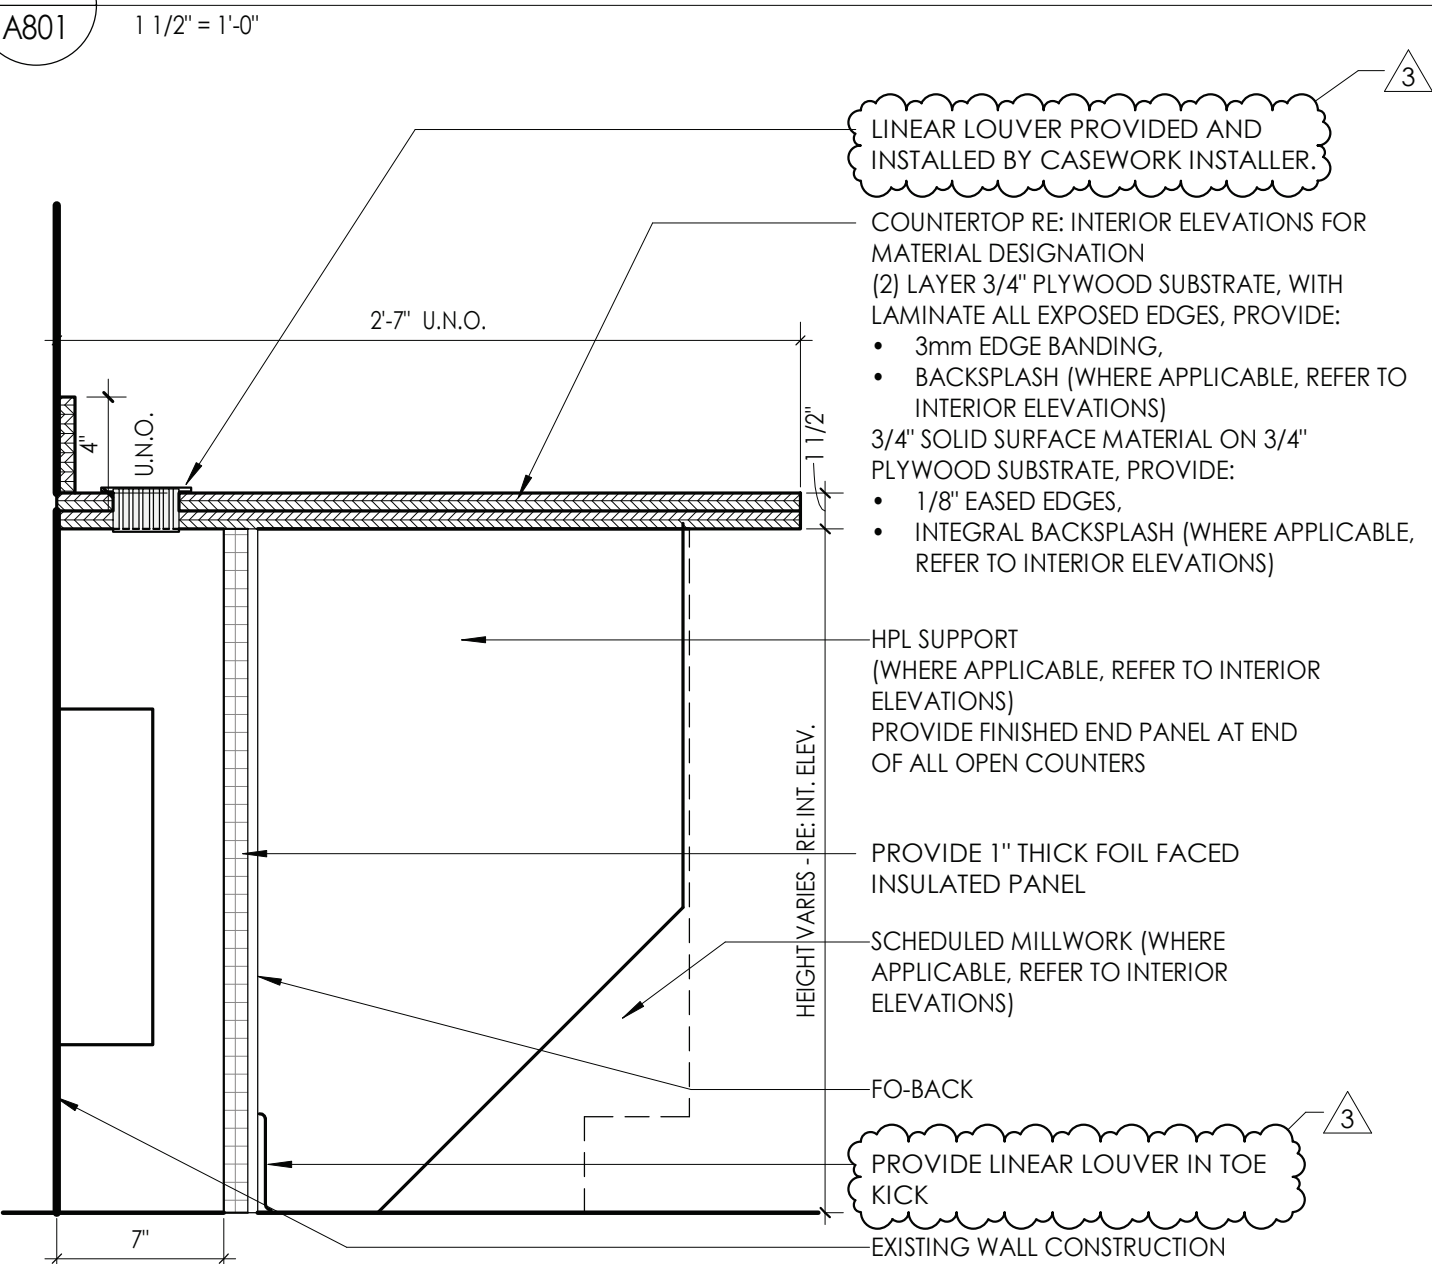 A801
1 1/2" = 1'-0"
3
LINEAR LOUVER PROVIDED AND
INSTALLED BY CASEWORK INSTALLER.
COUNTERTOP RE: INTERIOR ELEVATIONS FOR
MATERIAL DESIGNATION
(2) LAYER 3/4" PLYWOOD SUBSTRATE, WITH
LAMINATE ALL EXPOSED EDGES, PROVIDE:
• 3mm EDGE BANDING,
• BACKSPLASH (WHERE APPLICABLE, REFER TO
INTERIOR ELEVATIONS)
3/4" SOLID SURFACE MATERIAL ON 3/4"
PLYWOOD SUBSTRATE, PROVIDE:
• 1/8" EASED EDGES,
• INTEGRAL BACKSPLASH (WHERE APPLICABLE,
REFER TO INTERIOR ELEVATIONS)
2'-7" U.N.O.
4"
U.N.O.
1 1/2"
HPL SUPPORT
(WHERE APPLICABLE, REFER TO INTERIOR
ELEVATIONS)
PROVIDE FINISHED END PANEL AT END
OF ALL OPEN COUNTERS
HEIGHT VARIES - RE: INT. ELEV.
PROVIDE 1" THICK FOIL FACED
INSULATED PANEL
SCHEDULED MILLWORK (WHERE
APPLICABLE, REFER TO INTERIOR
ELEVATIONS)
FO-BACK
3
PROVIDE LINEAR LOUVER IN TOE
KICK
EXISTING WALL CONSTRUCTION
7"